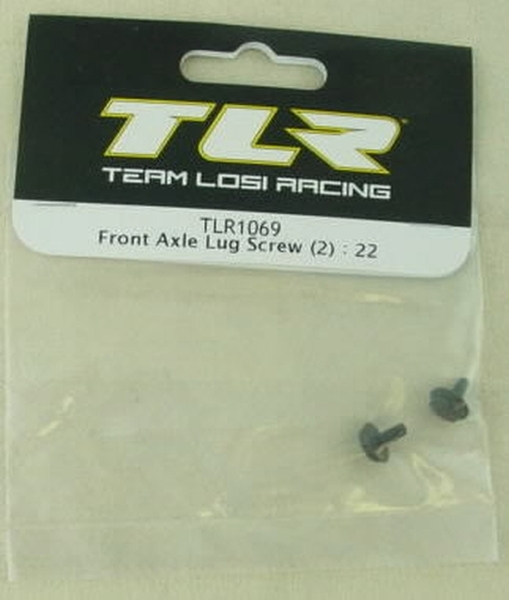 TLR
TEAM LOSI RACING
TLR1069
Front Axle Lug Screw (2) : 22